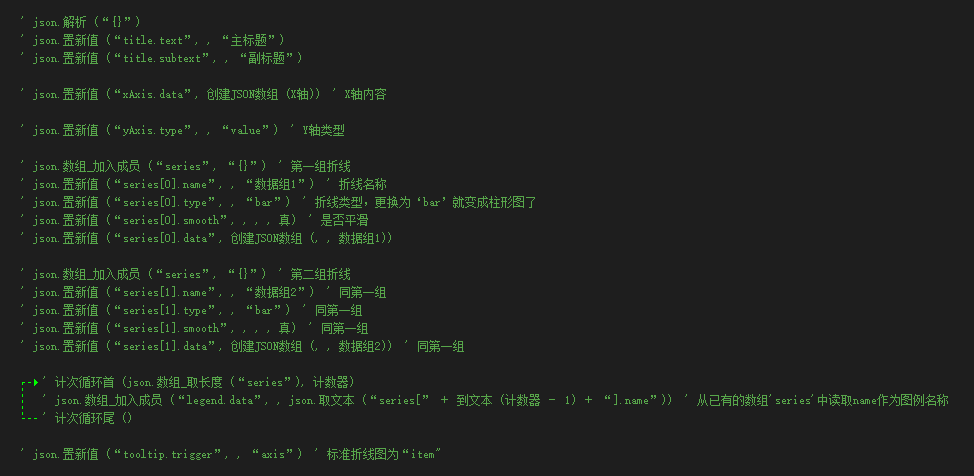 ' json.解析 (“{}”)
' json.置新值 (“title.text”, , “主标题”)
' json.置新值 (“title.subtext”, , “副标题”)
' json.置新值 (“xAxis.data”, 创建JSON数组 (X轴)) ' X轴内容
' json.置新值 (“yAxis.type”, , “value”) ' Y轴类型
' json.数组_加入成员 (“series”, “{}”) ' 第一组折线
' json.置新值 (“series[0].name”, , “数据组1”) ' 折线名称
' json.置新值 (“series[0].type”, , “bar”) ' 折线类型，更换为‘bar’就变成柱形图了
' json.置新值 (“series[0].smooth”, , , , 真) ' 是否平滑
' json.置新值 (“series[0].data”, 创建JSON数组 (, , 数据组1))
' json.数组_加入成员 (“series”, “{}”) ' 第二组折线
' json.置新值 (“series[1].name”, , “数据组2”) ' 同第一组
' json.置新值 (“series[1].type”, , “bar”) ' 同第一组
' json.置新值 (“series[1].smooth”, , , , 真) ' 同第一组
' json.置新值 (“series[1].data”, 创建JSON数组 (, , 数据组2)) ' 同第一组
' 计次循环首 (json.数组_取长度 (“series”), 计数器)
' json.数组_加入成员 (“legend.data”, , json.取文本 (“series[” ＋ 到文本 (计数器 － 1) ＋ “].name”)) ' 从已有的数组'series'中读取name作为图例名称
' 计次循环尾 ()
' json.置新值 (“tooltip.trigger”, , “axis”) ' 标准折线图为“item"